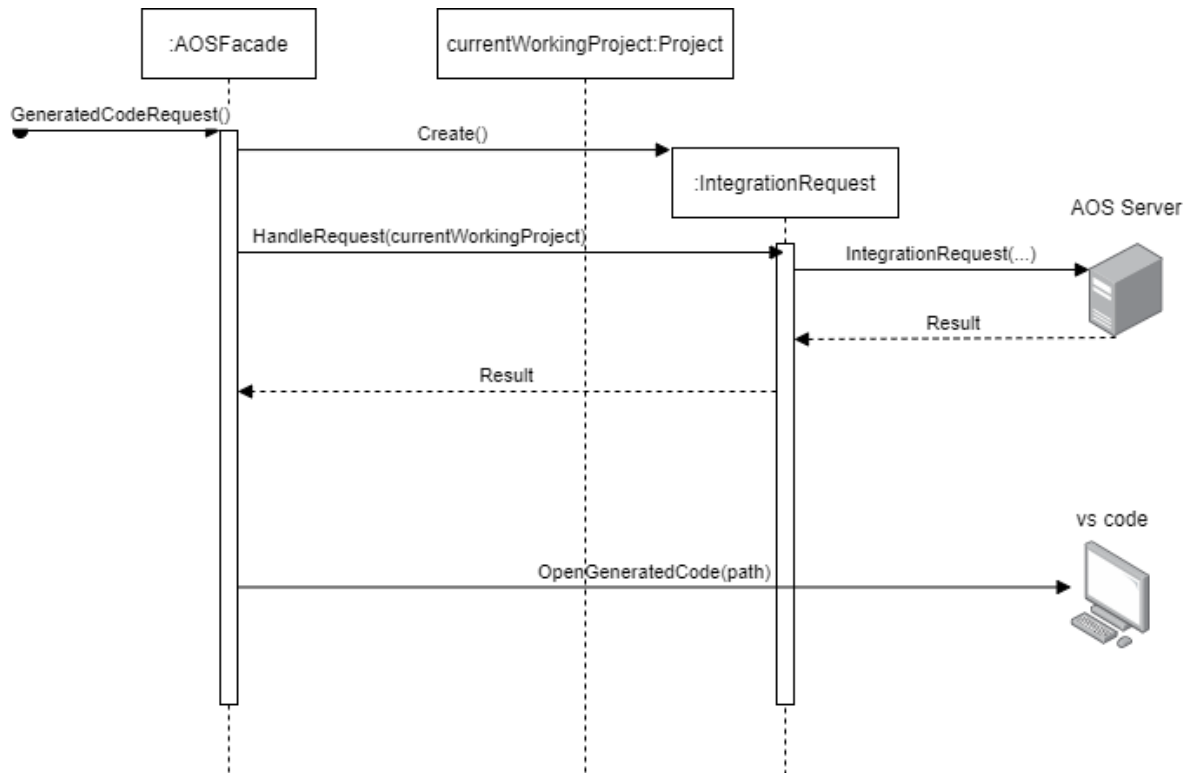 :AOSFacade
currentWorkingProject:Project
GeneratedCodeRequest()
Create()
:IntegrationRequest
AOS Server
HandleRequest(currentWorkingProject)
IntegrationRequest(...)
Result
Result
vs code
OpenGeneratedCode(path)